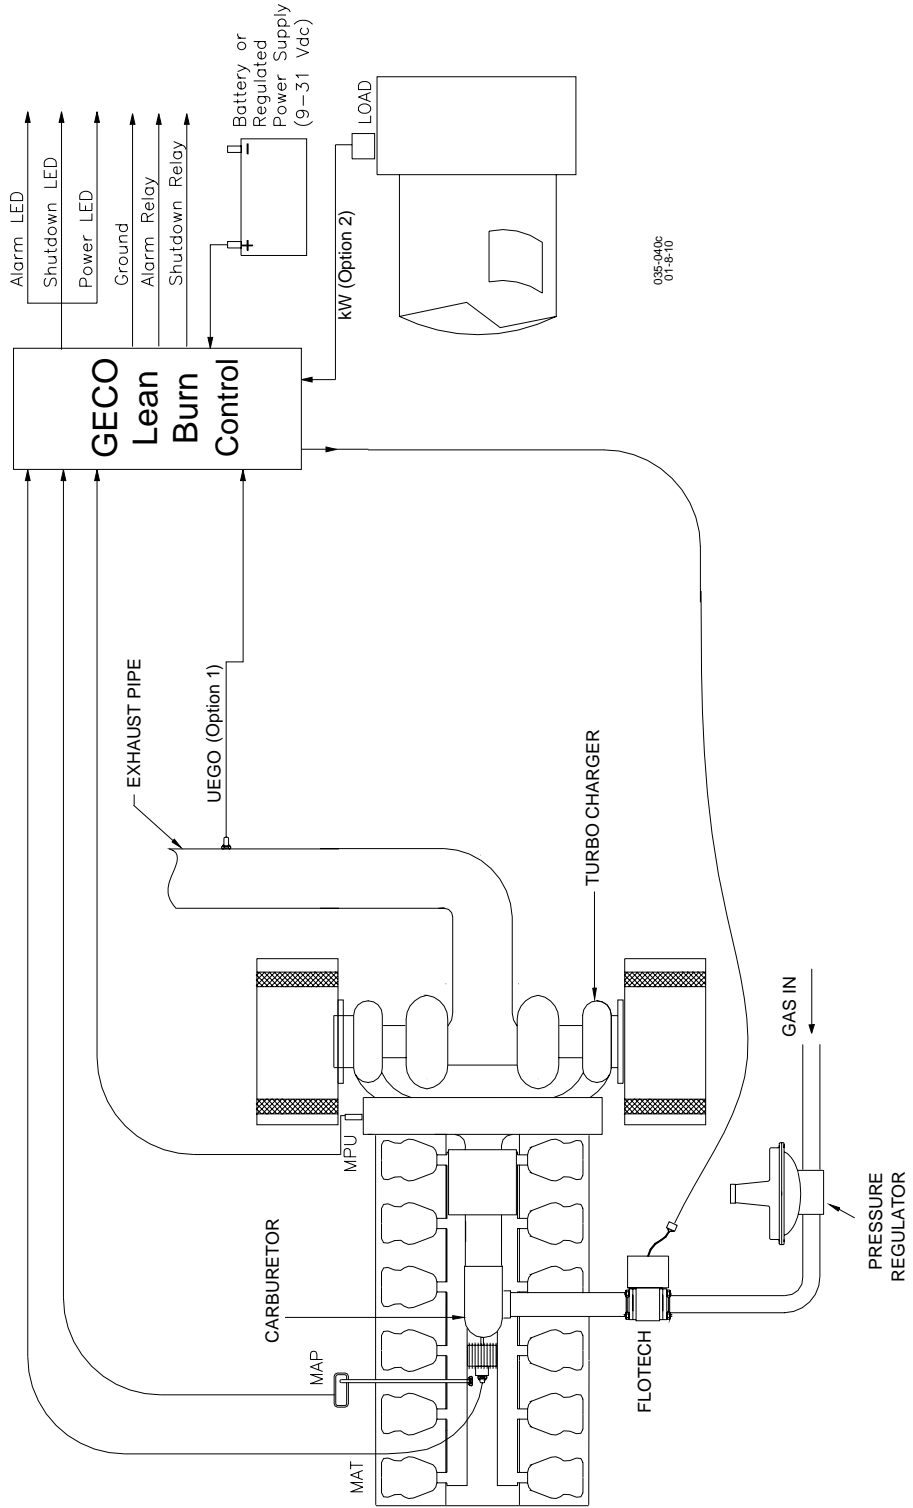 Alarm LED
Shutdown LED
Power LED
Ground
Alarm Relay
Shutdown Relay
Battery or
Regulated
Power Supply
(9-31 Vdc)
+
-
GECO
Lean
Burn
Control
kW (Option 2)
LOAD
035-040c
01-8-10
EXHAUST PIPE
UEGO (Option 1)
TURBO CHARGER
GAS IN
MPU
CARBURETOR
MAP
MAT
FLOTECH
PRESSURE
REGULATOR